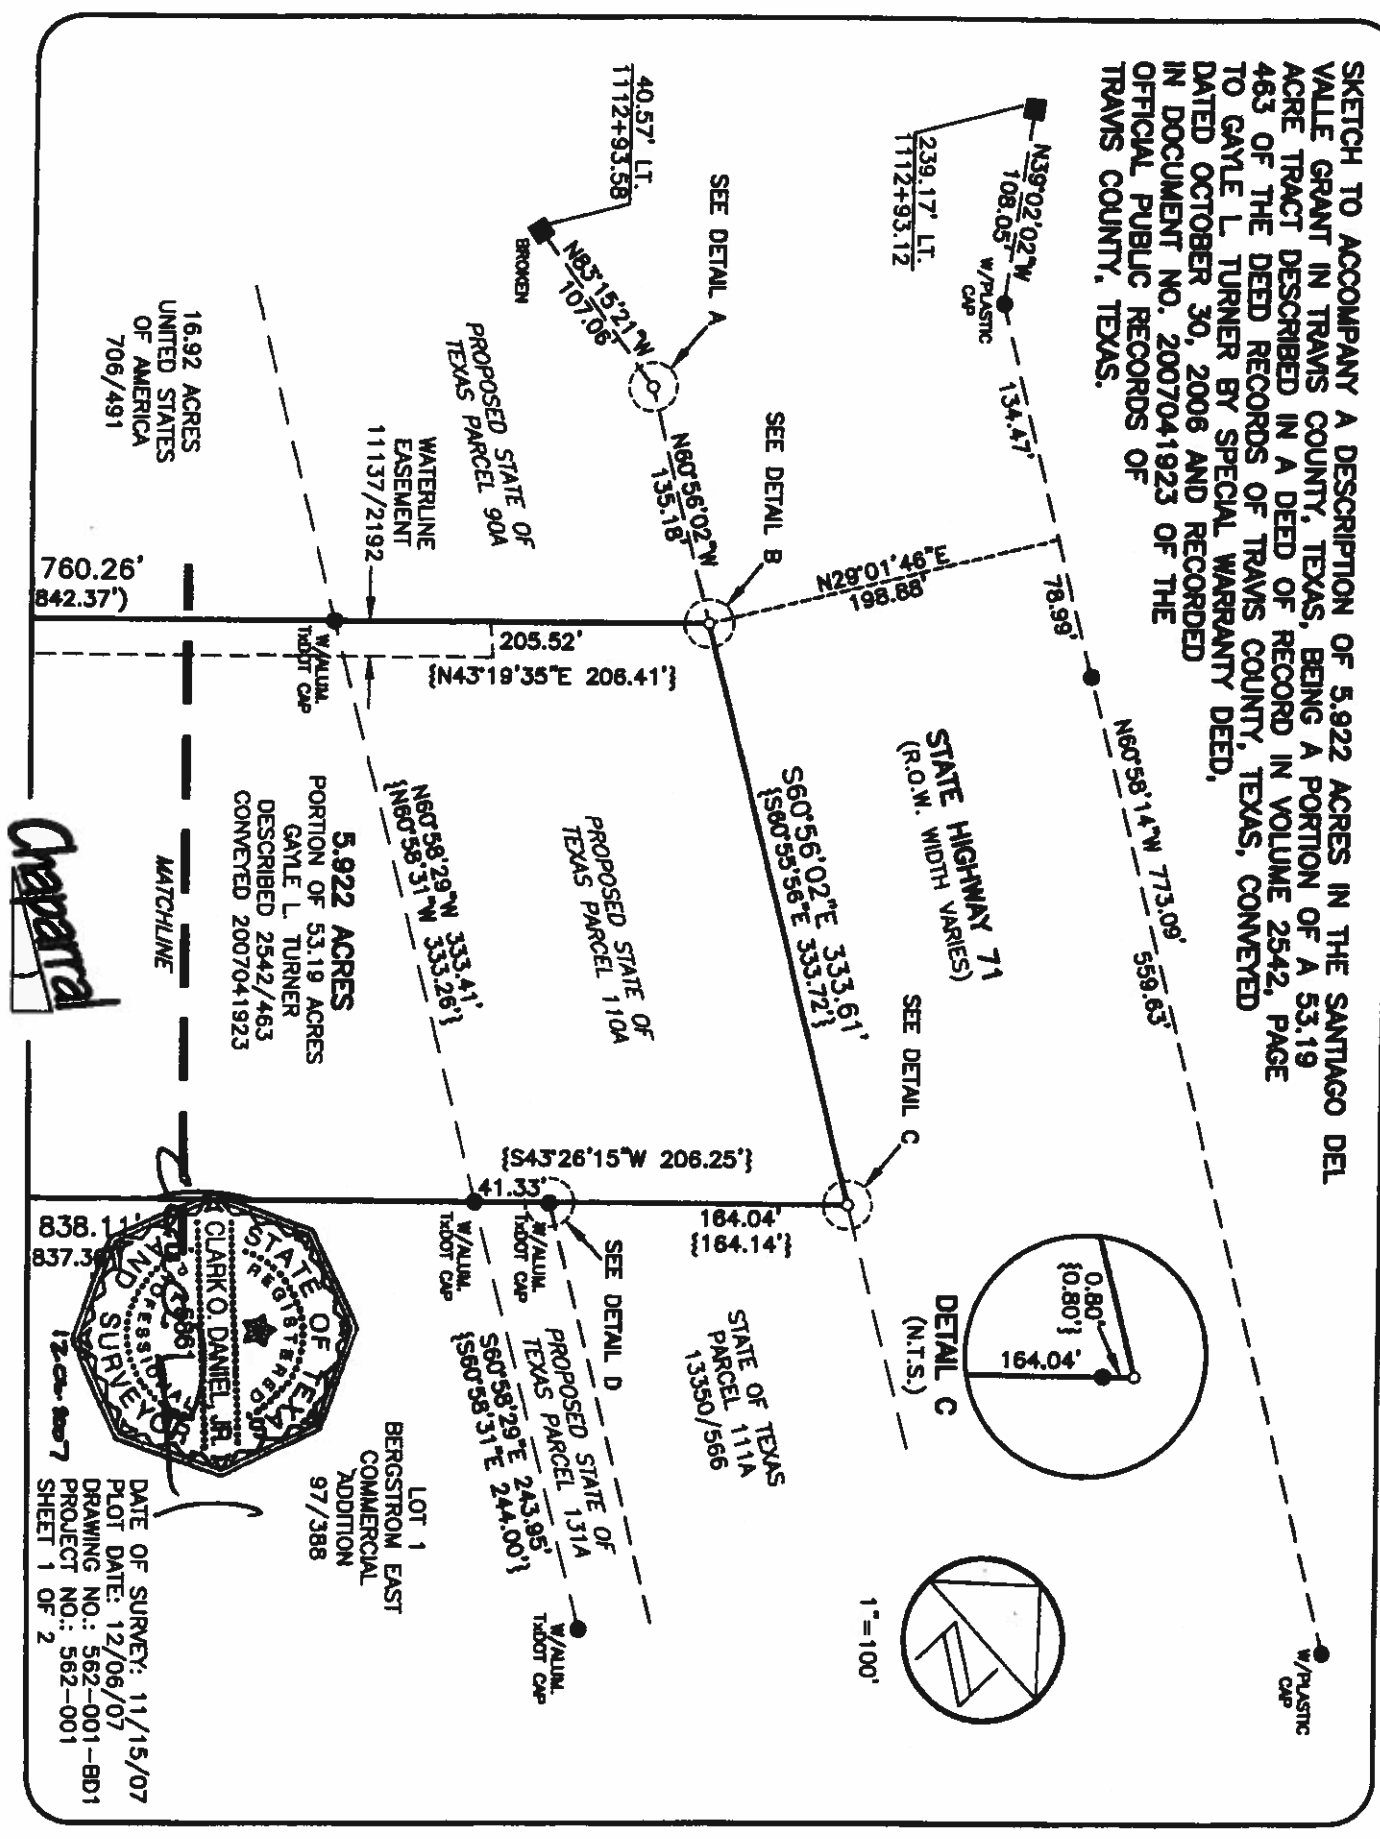 SKETCH TO ACCOMPANY A DESCRIPTION OF 5.922 ACRES IN THE SANTIAGO DEL
VALLE GRANT IN TRAVIS COUNTY, TEXAS, BEING A PORTION OF A 53.19
ACRE TRACT DESCRIBED IN A DEED OF RECORD IN VOLUME 2542, PAGE
463 OF THE DEED RECORDS OF TRAVIS COUNTY, TEXAS, CONVEYED
TO GAYLE L. TURNER BY SPECIAL WARRANTY DEED,
DATED OCTOBER 30, 2006 AND RECORDED
IN DOCUMENT NO. 2007041923 OF THE
OFFICIAL PUBLIC RECORDS OF
TRAVIS COUNTY, TEXAS.
N39°02'02"W
108.05'
239.17' LT.
1112+93.12
W/PLASTIC
CAP
134.47'
78.99'
N60°58'14"W 773.09'
559.63'
W/PLASTIC
CAP
40.57' LT.
1112+93.58
BROKEN
N83°15'21"W
107.06'
SEE DETAIL A
N60°56'02"W
135.18'
SEE DETAIL B
N29°01'46"E
198.88'
STATE HIGHWAY 71
(R.O.W. WIDTH VARIES)
S60°56'02"E 333.61'
{S60°55'56"E 333.72'}
SEE DETAIL C
0.80'
{0.80'}
164.04'
DETAIL C
(N.T.S.)
1"=100'
PROPOSED STATE OF
TEXAS PARCEL 90A
WATERLINE
EASEMENT
11137/2192
205.52'
{N43°19'35"E 206.41'}
W/ALUM.
TxDOT CAP
PROPOSED STATE OF
TEXAS PARCEL 110A
N60°58'29"W 333.41'
{N60°58'31"W 333.26'}
{S43°26'15"W 206.25'}
41.33'
164.04'
{164.14'}
W/ALUM.
TxDOT CAP
W/ALUM.
TxDOT CAP
SEE DETAIL D
STATE OF TEXAS
PARCEL 111A
13350/566
PROPOSED STATE OF
TEXAS PARCEL 131A
S60°58'29"E 243.95'
{S60°58'31"E 244.00'}
W/ALUM.
TxDOT CAP
16.92 ACRES
UNITED STATES
OF AMERICA
706/491
760.26'
(842.37')
5.922 ACRES
PORTION OF 53.19 ACRES
GAYLE L. TURNER
DESCRIBED 2542/463
CONVEYED 2007041923
MATCHLINE
838.11'
LOT 1
BERGSTROM EAST
COMMERCIAL
ADDITION
97/388
Chaparral
STATE OF TEXAS
REGISTERED
CLARK O. DANIEL, JR.
PROFESSIONAL
LAND SURVEYOR
DATE OF SURVEY: 11/15/07
PLOT DATE: 12/06/07
DRAWING NO.: 562-001-BD1
PROJECT NO.: 562-001
SHEET 1 OF 2